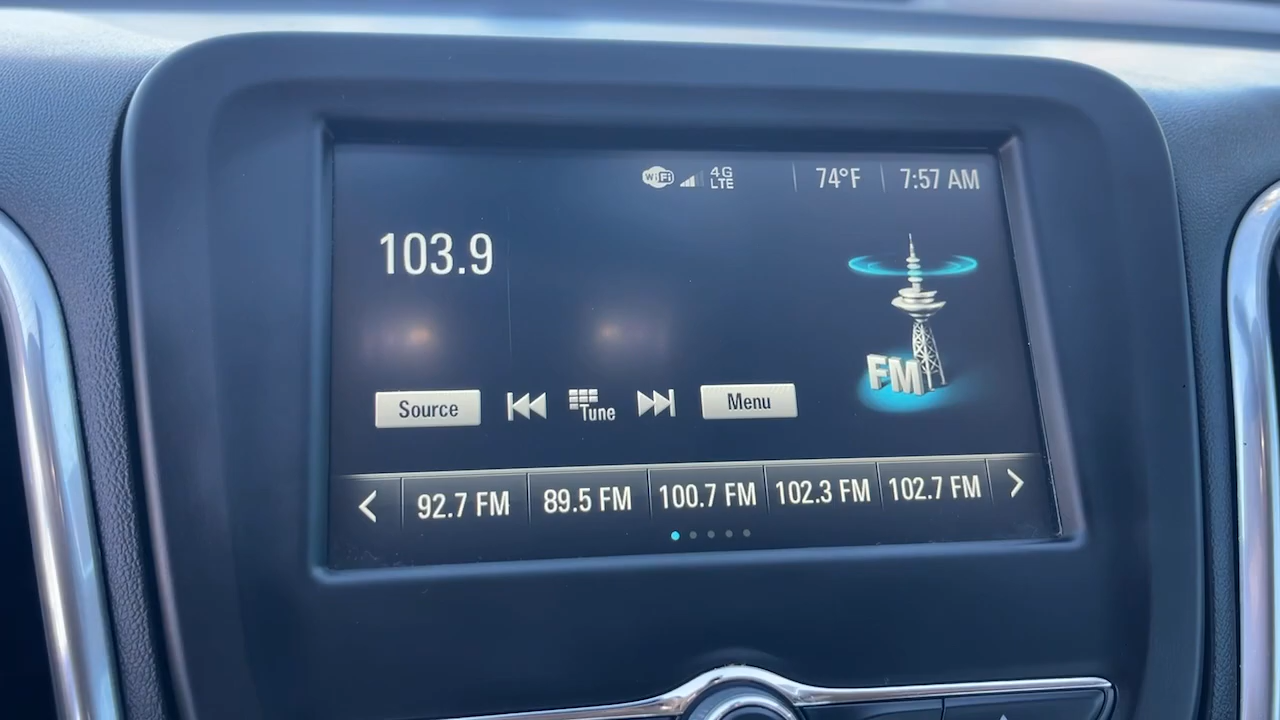 WiFi 4G LTE 74°F 7:57 AM
103.9
FM
Source Tune Menu
92.7 FM 89.5 FM 100.7 FM 102.3 FM 102.7 FM